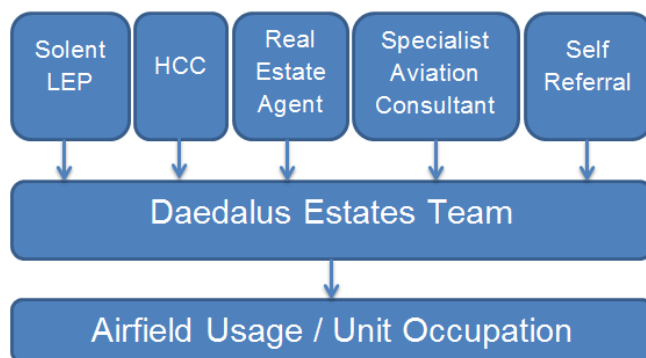 Solent
LEP
HCC
Real
Estate
Agent
Specialist
Aviation
Consultant
Self
Referral
Daedalus Estates Team
Airfield Usage / Unit Occupation